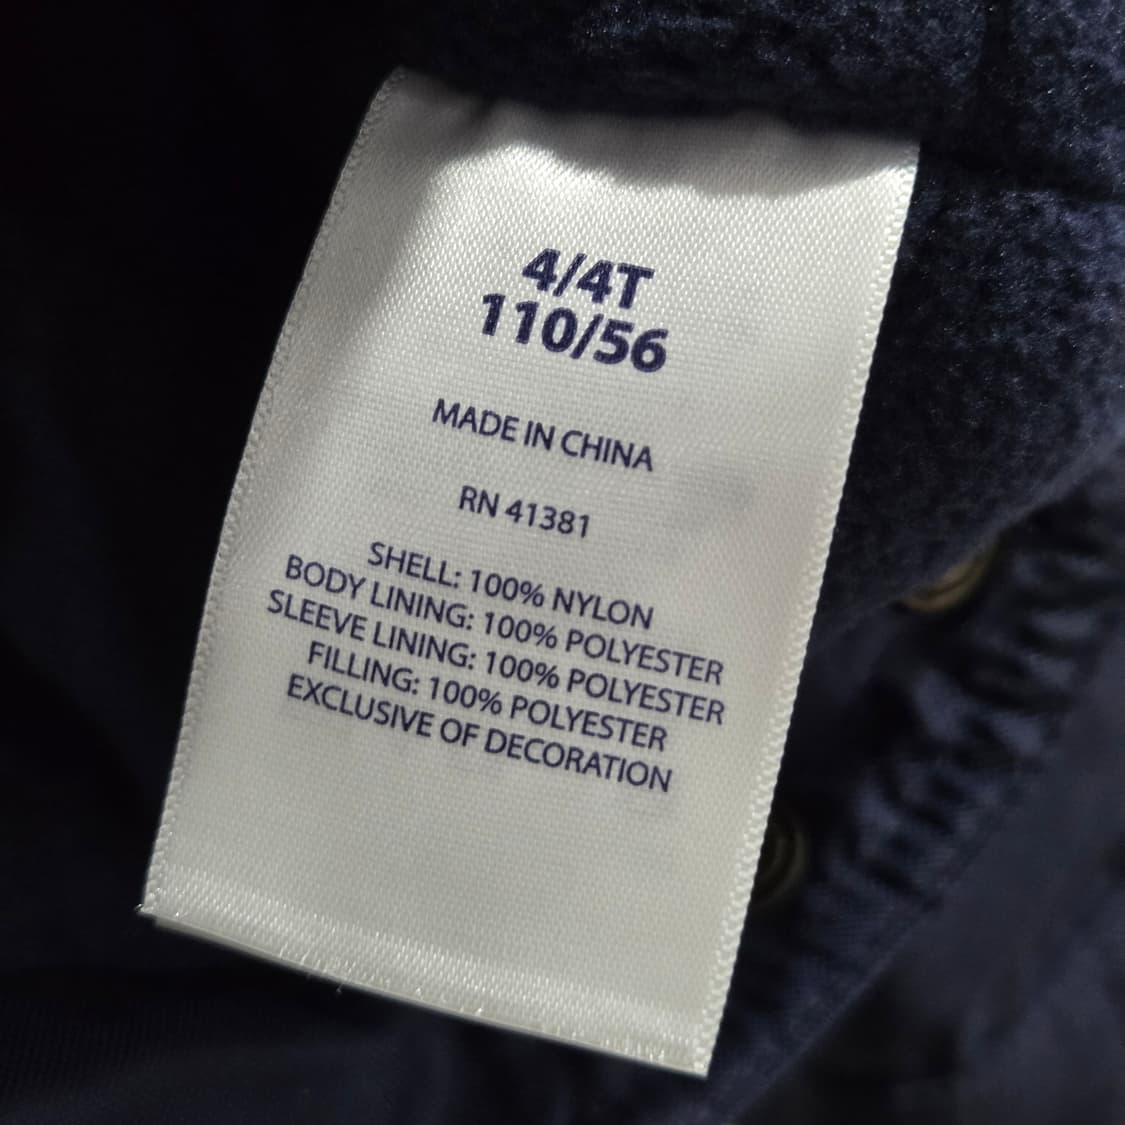 4/4T
110/56
MADE IN CHINA
RN 41381
SHELL: 100% NYLON
BODY LINING: 100% POLYESTER
SLEEVE LINING: 100% POLYESTER
FILLING: 100% POLYESTER
EXCLUSIVE OF DECORATION